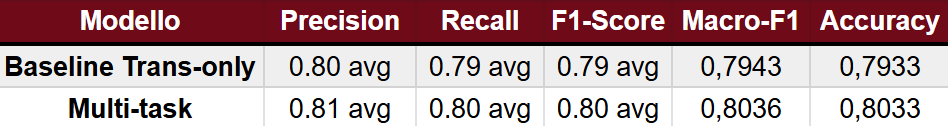 Modello Precision Recall F1-Score Macro-F1 Accuracy
Baseline Trans-only 0.80 avg 0.79 avg 0.79 avg 0,7943 0,7933
Multi-task 0.81 avg 0.80 avg 0.80 avg 0,8036 0,8033